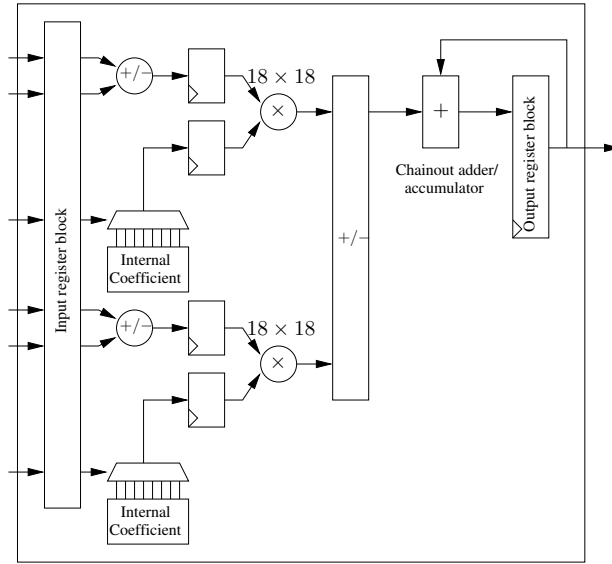 +/−
18 × 18
×
Internal
Coefficient
Input register block
+/−
+
Chainout adder/
accumulator
Output register block
+/−
18 × 18
×
Internal
Coefficient